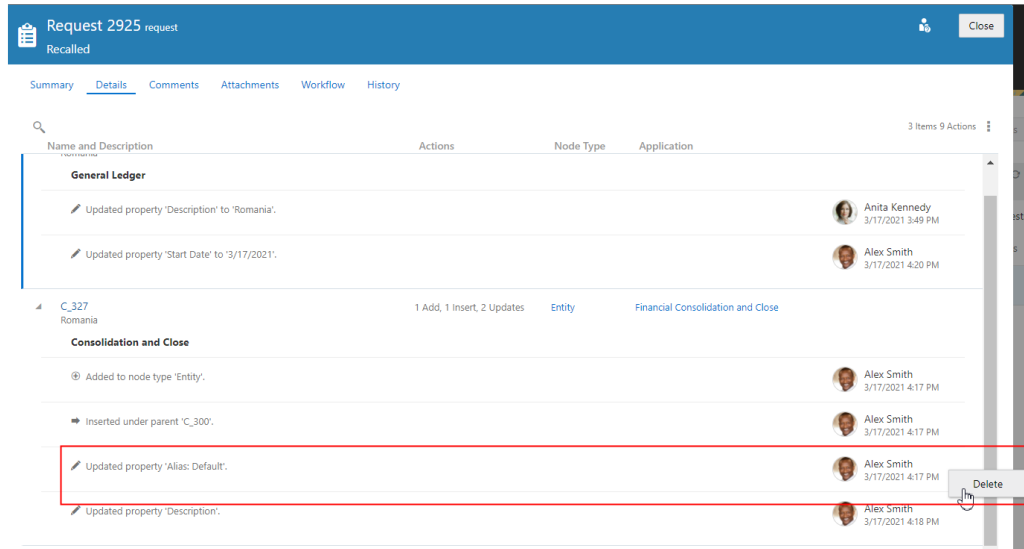 Request 2925 request
Close
Recalled
Summary Details Comments Attachments Workflow History
3 Items 9 Actions
Name and Description Actions Node Type Application
Romania
General Ledger
Updated property 'Description' to 'Romania'.
Anita Kennedy
3/17/2021 3:49 PM
Updated property 'Start Date' to '3/17/2021'.
Alex Smith
3/17/2021 4:20 PM
C_327 1 Add, 1 Insert, 2 Updates Entity Financial Consolidation and Close
Romania
Consolidation and Close
Added to node type 'Entity'.
Alex Smith
3/17/2021 4:17 PM
Inserted under parent 'C_300'.
Alex Smith
3/17/2021 4:17 PM
Updated property 'Alias: Default'.
Alex Smith
3/17/2021 4:17 PM
Delete
Updated property 'Description'.
Alex Smith
3/17/2021 4:18 PM